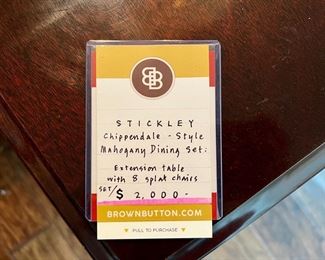 BB
STICKLEY
Chippendale - Style
Mahogany Dining Set:
Extension table
with 8 splat chairs
SET/$ 2,000-
BROWNBUTTON.COM
PULL TO PURCHASE